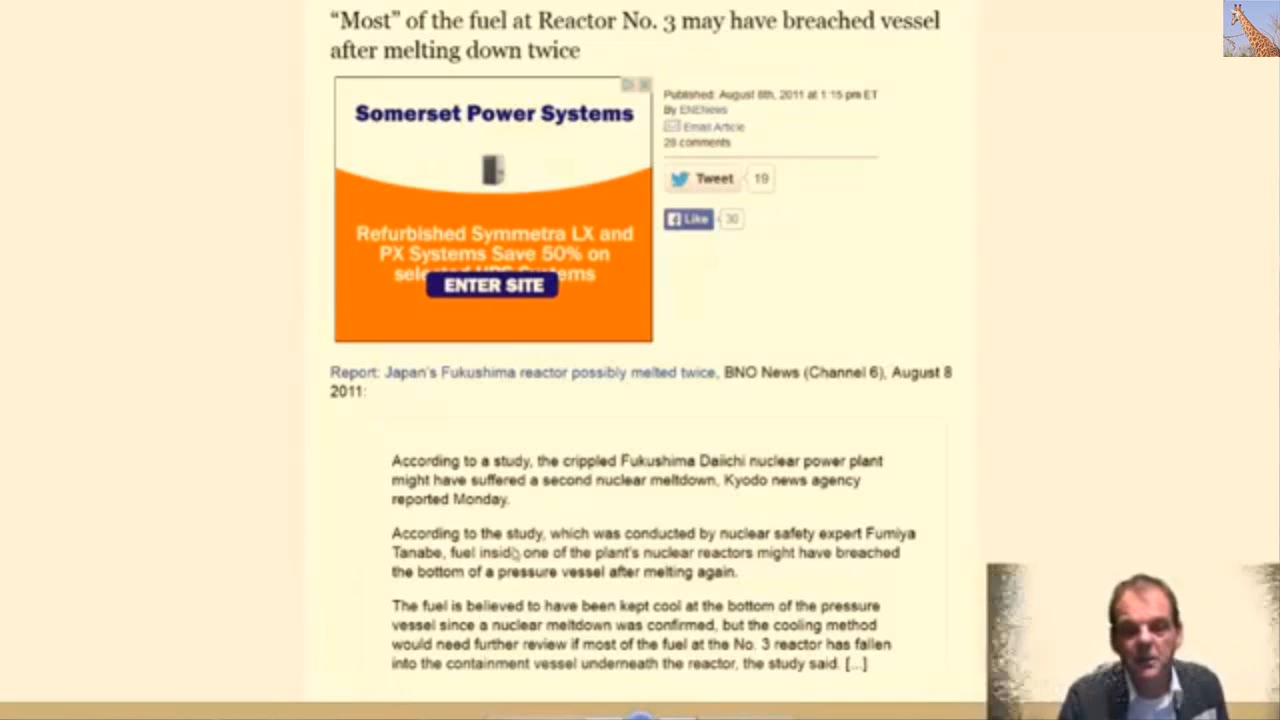 “Most” of the fuel at Reactor No. 3 may have breached vessel
after melting down twice
Somerset Power Systems
Refurbished Symmetra LX and
PX Systems Save 50% on
selected UPS Systems
ENTER SITE
Published: August 8th, 2011 at 1:15 pm ET
By ENENews
Email Article
28 comments
Tweet 19
Like 30
Report: Japan's Fukushima reactor possibly melted twice, BNO News (Channel 6), August 8
2011:
According to a study, the crippled Fukushima Daiichi nuclear power plant
might have suffered a second nuclear meltdown, Kyodo news agency
reported Monday.
According to the study, which was conducted by nuclear safety expert Fumiya
Tanabe, fuel inside one of the plant's nuclear reactors might have breached
the bottom of a pressure vessel after melting again.
The fuel is believed to have been kept cool at the bottom of the pressure
vessel since a nuclear meltdown was confirmed, but the cooling method
would need further review if most of the fuel at the No. 3 reactor has fallen
into the containment vessel underneath the reactor, the study said. [...]